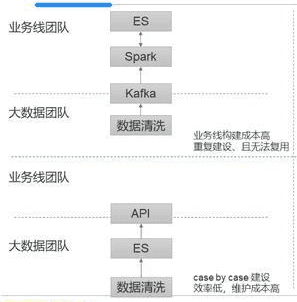 业务线团队
ES
Spark
Kafka
大数据团队
数据清洗
业务线构建成本高
重复建设、且无法复用
业务线团队
API
大数据团队
ES
数据清洗
case by case 建设
效率低，维护成本高